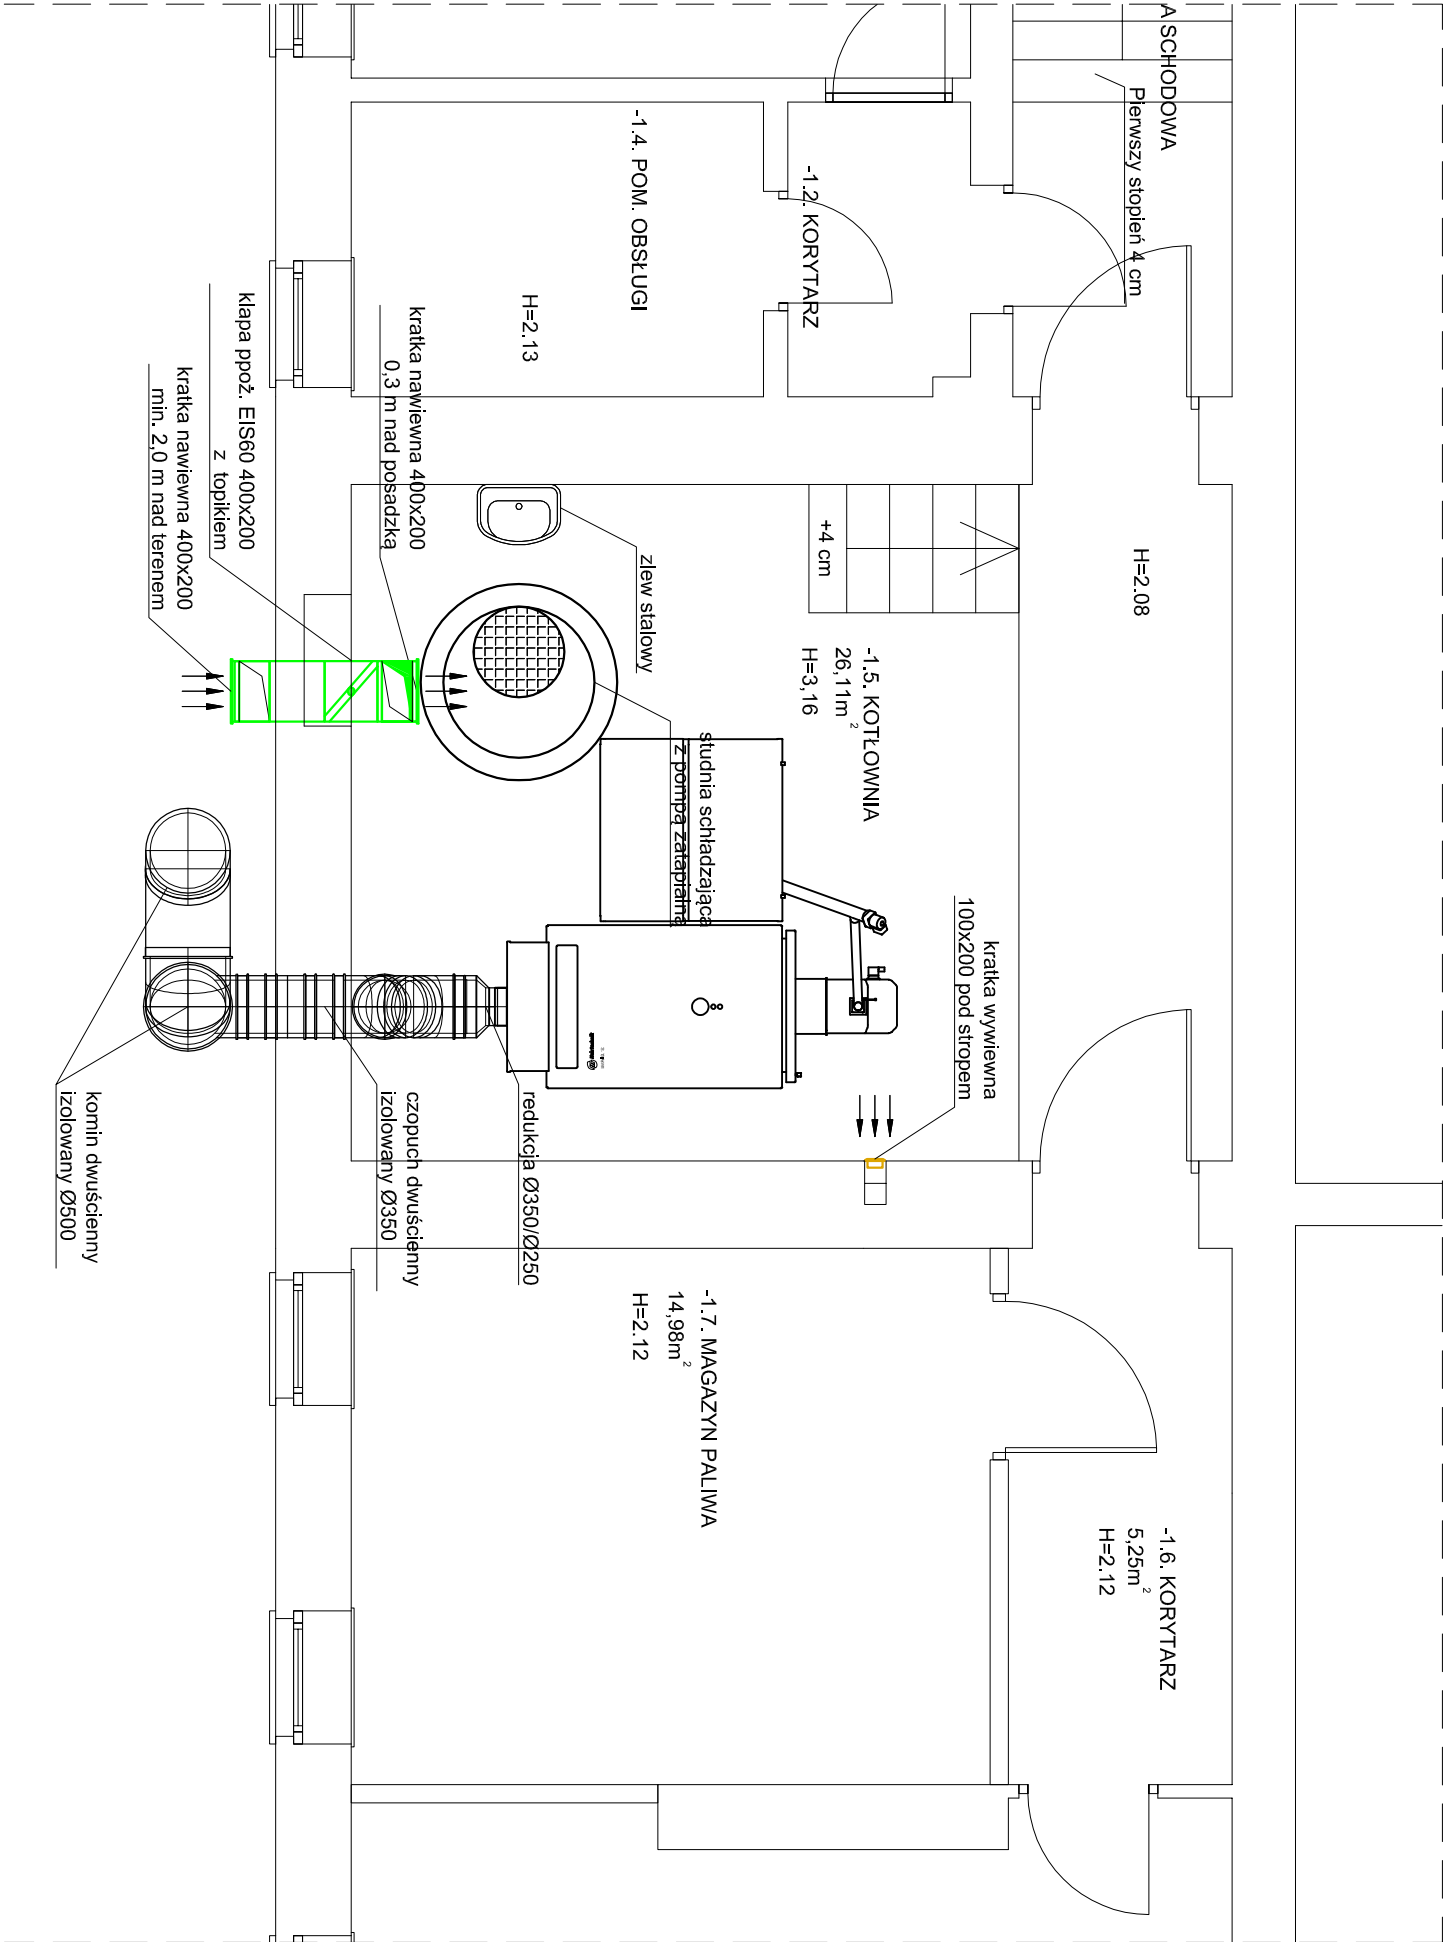 A SCHODOWA
Pierwszy stopień 4 cm
-1.2. KORYTARZ
-1.4. POM. OBSŁUGI
H=2.13
H=2.08
kratka nawiewna 400x200
0,3 m nad posadzką
klapa ppoż. EIS60 400x200
z topikiem
kratka nawiewna 400x200
min. 2,0 m nad terenem
+4 cm
zlew stalowy
-1.5. KOTŁOWNIA
26,11m²
H=3,16
studnia schładzająca
z pompą zatapialną
kratka wywiewna
100x200 pod stropem
redukcja Ø350/Ø250
czopuch dwuścienny
izolowany Ø350
komin dwuścienny
izolowany Ø500
-1.7. MAGAZYN PALIWA
14,98m²
H=2.12
-1.6. KORYTARZ
5,25m²
H=2.12